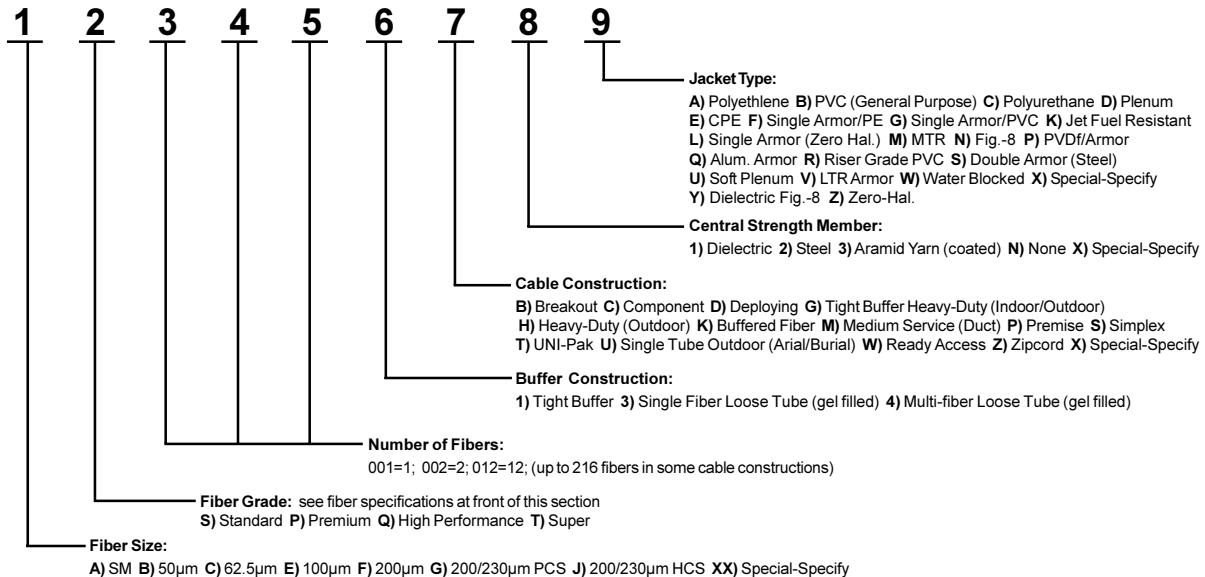 1 2 3 4 5 6 7 8 9
Jacket Type:
A) Polyethlene B) PVC (General Purpose) C) Polyurethane D) Plenum
E) CPE F) Single Armor/PE G) Single Armor/PVC K) Jet Fuel Resistant
L) Single Armor (Zero Hal.) M) MTR N) Fig.-8 P) PVDf/Armor
Q) Alum. Armor R) Riser Grade PVC S) Double Armor (Steel)
U) Soft Plenum V) LTR Armor W) Water Blocked X) Special-Specify
Y) Dielectric Fig.-8 Z) Zero-Hal.
Central Strength Member:
1) Dielectric 2) Steel 3) Aramid Yarn (coated) N) None X) Special-Specify
Cable Construction:
B) Breakout C) Component D) Deploying G) Tight Buffer Heavy-Duty (Indoor/Outdoor)
H) Heavy-Duty (Outdoor) K) Buffered Fiber M) Medium Service (Duct) P) Premise S) Simplex
T) UNI-Pak U) Single Tube Outdoor (Arial/Burial) W) Ready Access Z) Zipcord X) Special-Specify
Buffer Construction:
1) Tight Buffer 3) Single Fiber Loose Tube (gel filled) 4) Multi-fiber Loose Tube (gel filled)
Number of Fibers:
001=1; 002=2; 012=12; (up to 216 fibers in some cable constructions)
Fiber Grade: see fiber specifications at front of this section
S) Standard P) Premium Q) High Performance T) Super
Fiber Size:
A) SM B) 50µm C) 62.5µm E) 100µm F) 200µm G) 200/230µm PCS J) 200/230µm HCS XX) Special-Specify